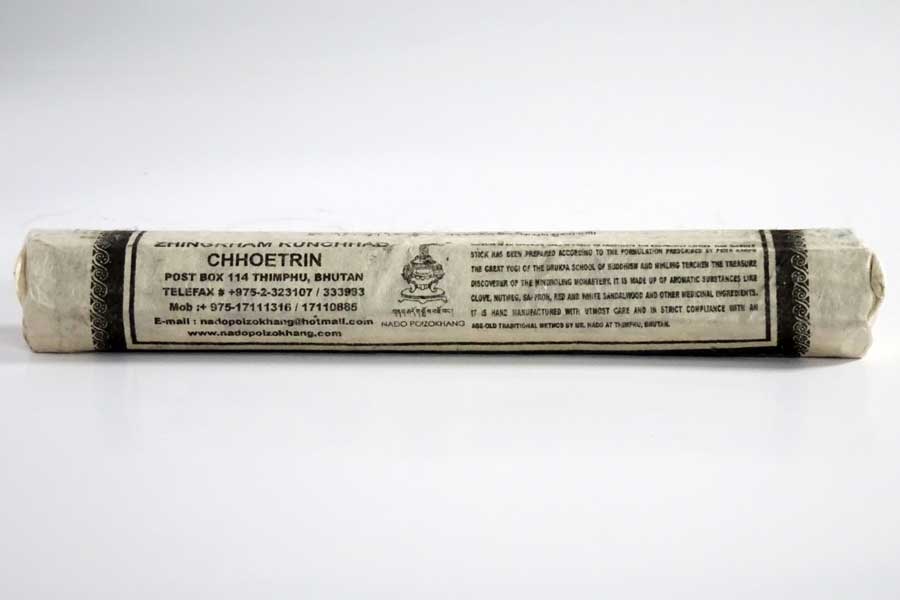 ZHINGKHAM KUNCHHAB
CHHOETRIN
POST BOX 114 THIMPHU, BHUTAN
TELEFAX # +975-2-323107 / 333993
Mob :+ 975-17111316 / 17110885
E-mail : nadopoizokhang@hotmail.com
www.nadopoizokhang.com
NADO POIZOKHANG
STICK HAS BEEN PREPARED ACCORDING TO THE FORMULATION PRESCRIBED BY PEMA KARPO
THE GREAT YOGI OF THE DRUKPA SCHOOL OF BUDDHISM AND MINLING TERCHEN THE TREASURE
DISCOVERER OF THE MINDROLING MONASTERY. IT IS MADE UP OF AROMATIC SUBSTANCES LIKE
CLOVE, NUTMEG, SAFFRON, RED AND WHITE SANDALWOOD AND OTHER MEDICINAL INGREDIENTS.
IT IS HAND MANUFACTURED WITH UTMOST CARE AND IN STRICT COMPLIANCE WITH AN
AGE-OLD TRADITIONAL METHOD BY MR. NADO AT THIMPHU, BHUTAN.